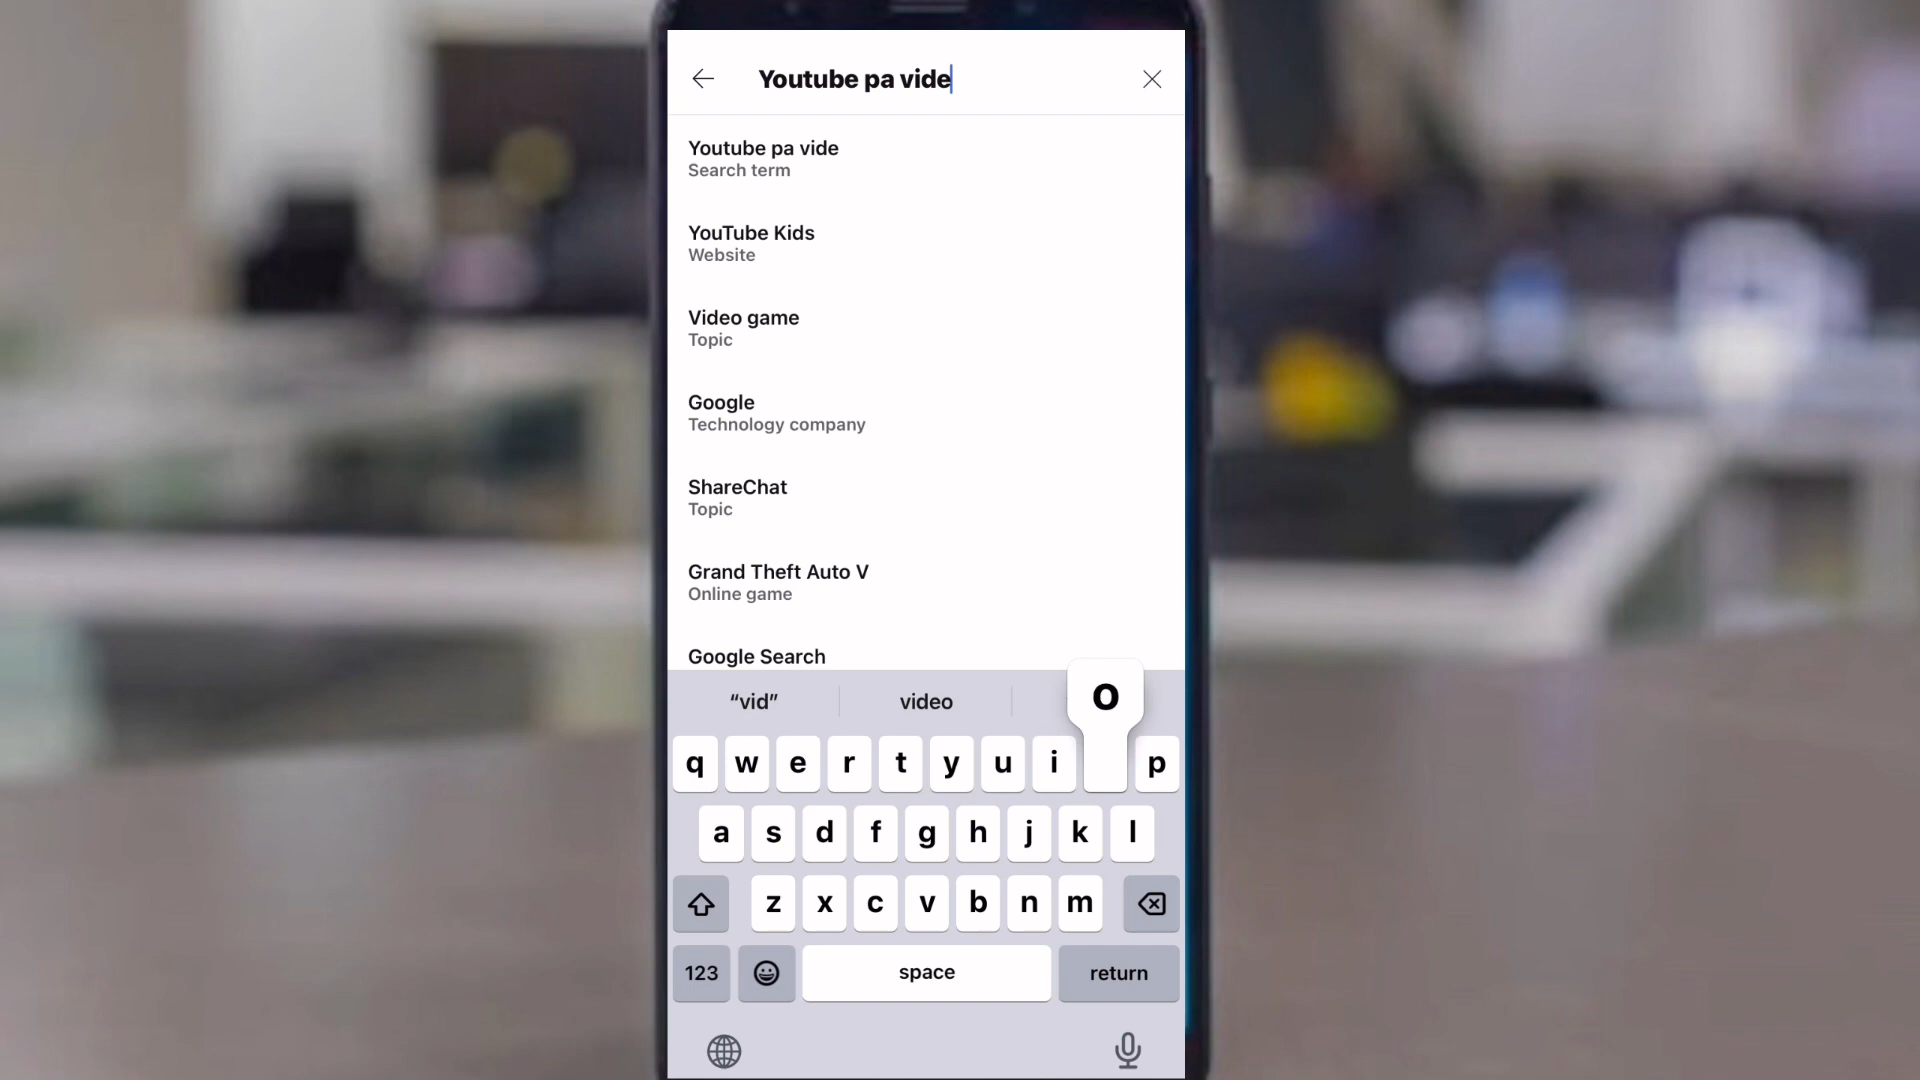 Youtube pa vide
Youtube pa vide
Search term
YouTube Kids
Website
Video game
Topic
Google
Technology company
ShareChat
Topic
Grand Theft Auto V
Online game
Google Search
“vid” video
o
q w e r t y u i p
a s d f g h j k l
z x c v b n m
123 space return